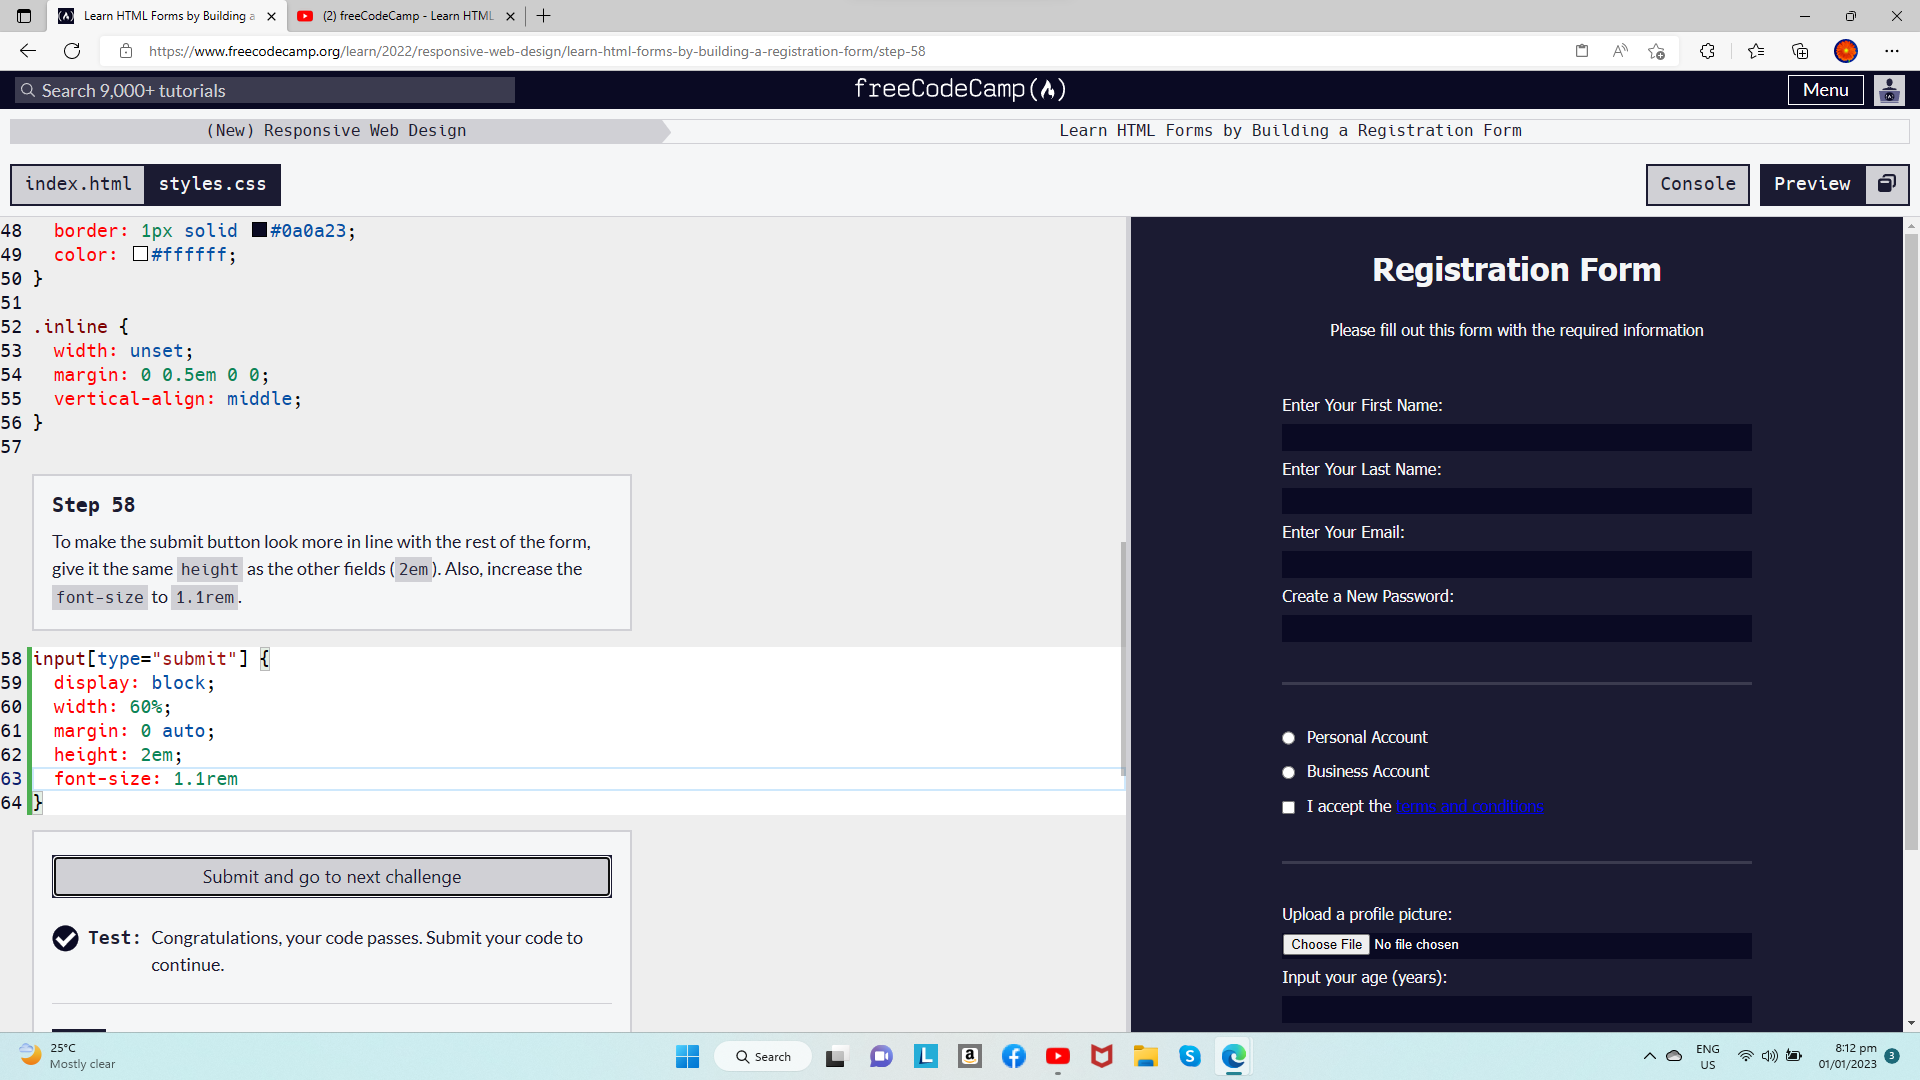 Learn HTML Forms by Building a
(2) freeCodeCamp - Learn HTML
https://www.freecodecamp.org/learn/2022/responsive-web-design/learn-html-forms-by-building-a-registration-form/step-58
Search 9,000+ tutorials
freeCodeCamp
Menu
(New) Responsive Web Design
Learn HTML Forms by Building a Registration Form
index.html
styles.css
Console
Preview
48 border: 1px solid #0a0a23;
49 color: #ffffff;
50 }
51
52 .inline {
53 width: unset;
54 margin: 0 0.5em 0 0;
55 vertical-align: middle;
56 }
57
Step 58
To make the submit button look more in line with the rest of the form,
give it the same height as the other fields (2em). Also, increase the
font-size to 1.1rem.
58 input[type="submit"] {
59 display: block;
60 width: 60%;
61 margin: 0 auto;
62 height: 2em;
63 font-size: 1.1rem
64 }
Submit and go to next challenge
Test: Congratulations, your code passes. Submit your code to
continue.
Registration Form
Please fill out this form with the required information
Enter Your First Name:
Enter Your Last Name:
Enter Your Email:
Create a New Password:
Personal Account
Business Account
I accept the terms and conditions
Upload a profile picture:
Choose File No file chosen
Input your age (years):
25°C
Mostly clear
Search
ENG
US
8:12 pm
01/01/2023
3